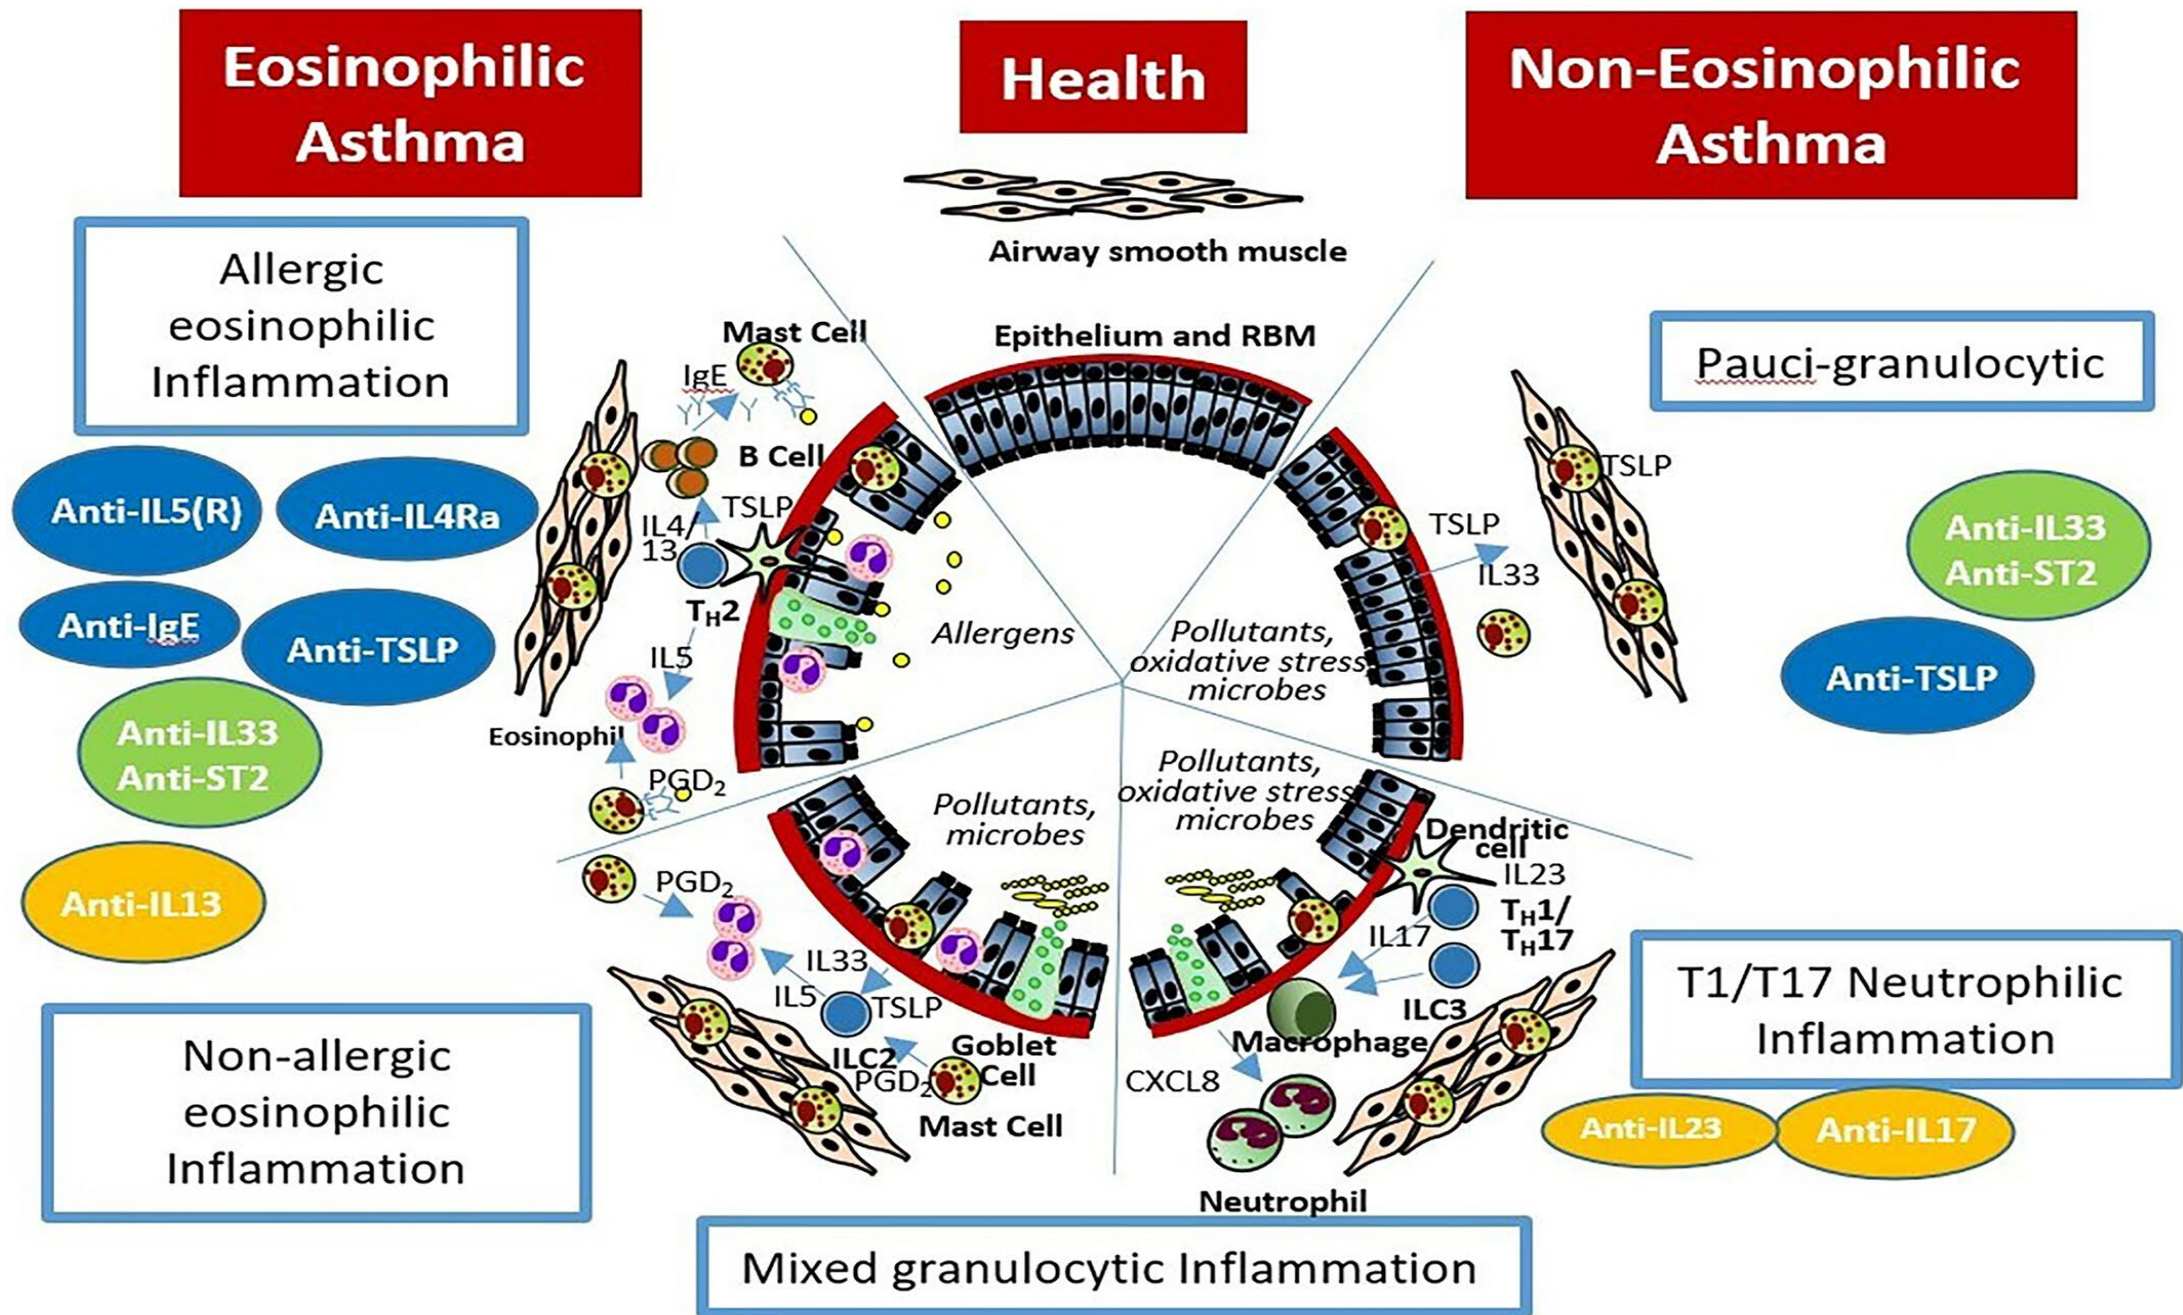 Eosinophilic
Asthma
Health
Non-Eosinophilic
Asthma
Airway smooth muscle
Epithelium and RBM
Allergic
eosinophilic
Inflammation
Anti-IL5(R)
Anti-IL4Ra
Anti-IgE
Anti-TSLP
Anti-IL33
Anti-ST2
Anti-IL13
Mast Cell
IgE
B Cell
TSLP
IL4/
13
TH2
IL5
Eosinophil
PGD2
Allergens
Pollutants,
oxidative stress
microbes
TSLP
IL33
TSLP
Pauci-granulocytic
Anti-IL33
Anti-ST2
Anti-TSLP
Non-allergic
eosinophilic
Inflammation
Pollutants,
microbes
PGD2
IL33
IL5
TSLP
ILC2
PGD2
Goblet
Cell
Mast Cell
Pollutants,
oxidative stress
microbes
Dendritic
cell
IL23
TH1/
TH17
IL17
ILC3
Macrophage
CXCL8
Neutrophil
T1/T17 Neutrophilic
Inflammation
Anti-IL23
Anti-IL17
Mixed granulocytic Inflammation